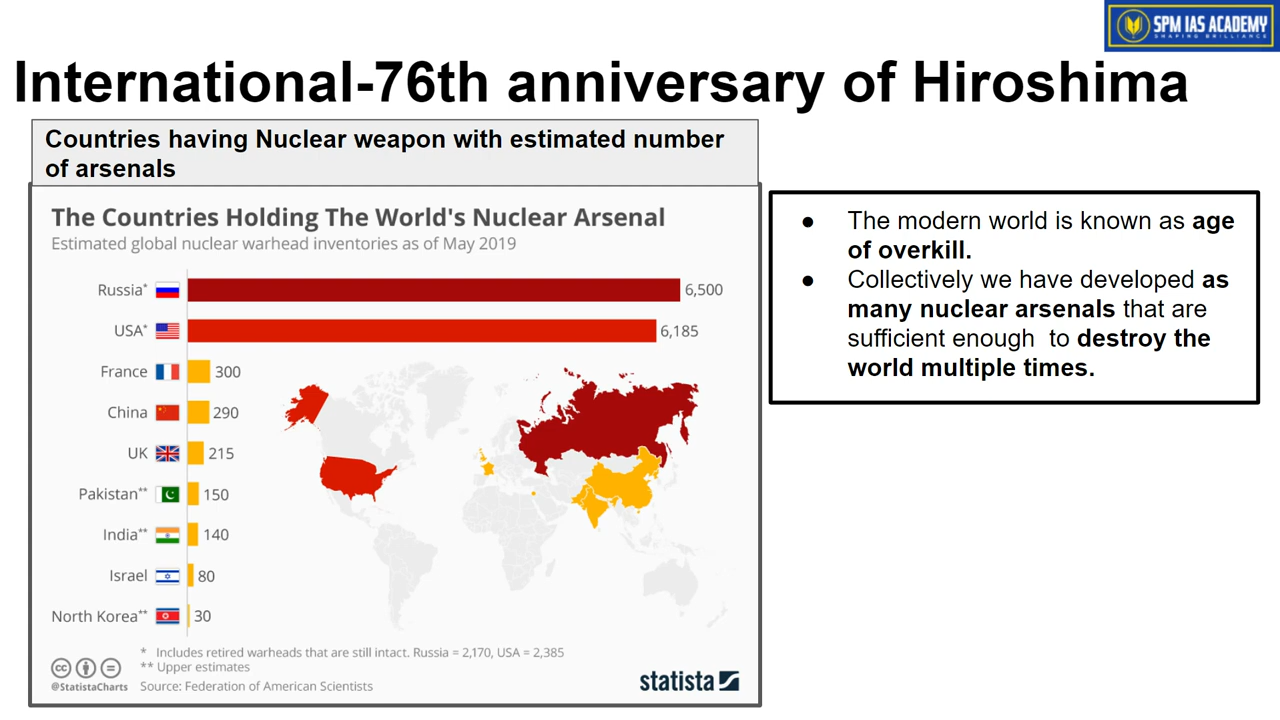 SPM IAS ACADEMY
SHAPING BRILLIANCE
International-76th anniversary of Hiroshima
Countries having Nuclear weapon with estimated number
of arsenals
The Countries Holding The World's Nuclear Arsenal
Estimated global nuclear warhead inventories as of May 2019
Russia* 6,500
USA* 6,185
France 300
China 290
UK 215
Pakistan** 150
India** 140
Israel 80
North Korea** 30
* Includes retired warheads that are still intact. Russia = 2,170, USA = 2,385
** Upper estimates
cc
@StatistaCharts Source: Federation of American Scientists
statista
● The modern world is known as age
of overkill.
● Collectively we have developed as
many nuclear arsenals that are
sufficient enough to destroy the
world multiple times.